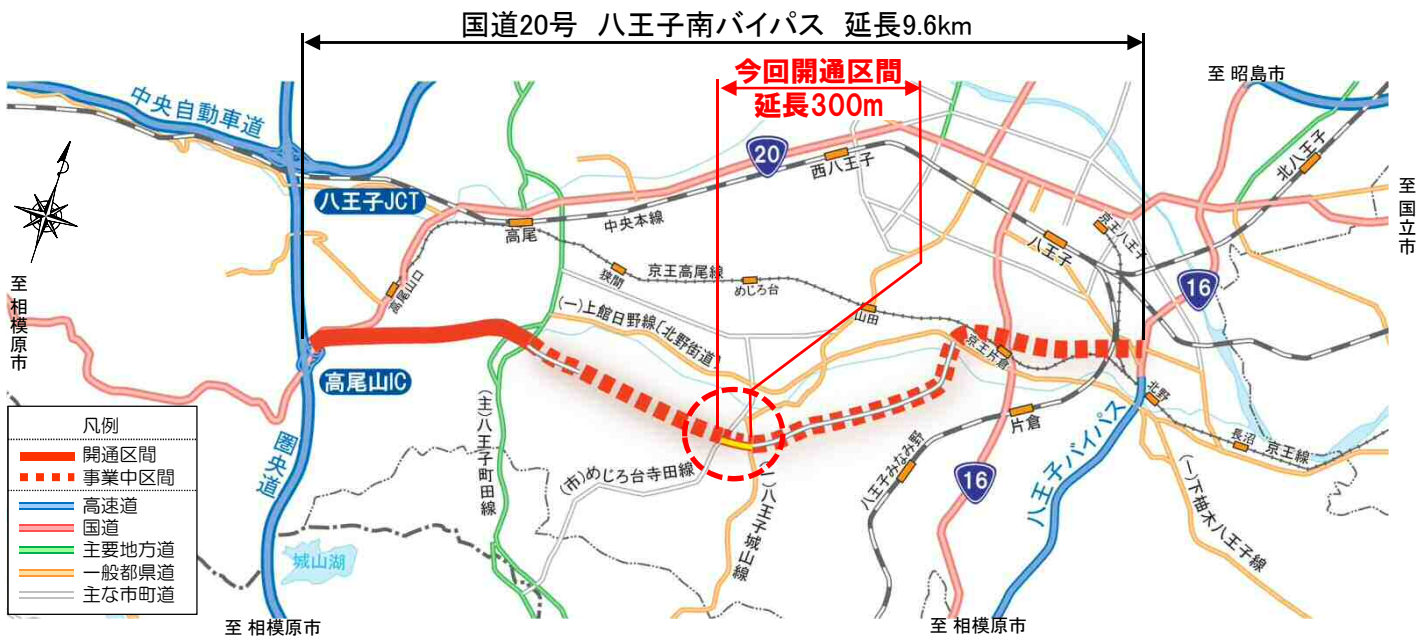 国道20号 八王子南バイパス 延長9.6km
今回開通区間
延長300m
至 昭島市
中央自動車道
20
西八王子
北八王子
至国立市
八王子JCT
高尾
中央本線
京王八王子
八王子
至相模原市
高尾山口
狭間
京王高尾線
めじろ台
16
(一)上館日野線[北野街道]
山田
京王片倉
高尾山IC
北野
凡例
開通区間
事業中区間
高速道
国道
主要地方道
一般都県道
主な市町道
圏央道
(主)八王子町田線
(市)めじろ台寺田線
(一)八王子城山線
八王子みなみ野
片倉
16
八王子バイパス
長沼
京王線
(一)下柚木八王子線
城山湖
至 相模原市
至 相模原市